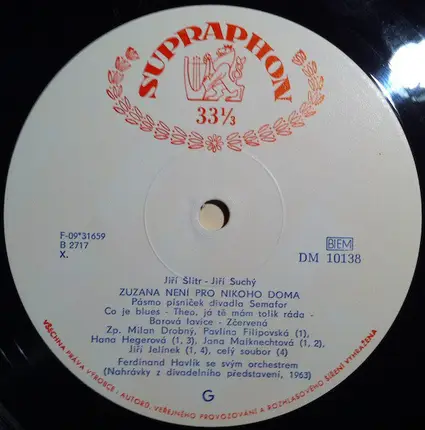 SUPRAPHON
33⅓
F-09*31659
B 2717
X.
BIEM
DM 10138
Jiří Šlitr - Jiří Suchý
ZUZANA NENÍ PRO NIKOHO DOMA
Pásmo písniček divadla Semafor
Co je blues - Theo, já tě mám tolik ráda -
Barová lavice - Zčervená
Zp. Milan Drobný, Pavlína Filipovská (1),
Hana Hegerová (1, 3), Jana Malknechtová (1, 2),
Jiří Jelínek (1, 4), celý soubor (4)
Ferdinand Havlík se svým orchestrem
(Nahrávky z divadelního představení, 1963)
G
VŠECHNA PRÁVA VÝROBCE - AUTORŮ, VEŘEJNÉHO PROVOZOVÁNÍ A ROZHLASOVÉHO ŠÍŘENÍ VYHRAZENA